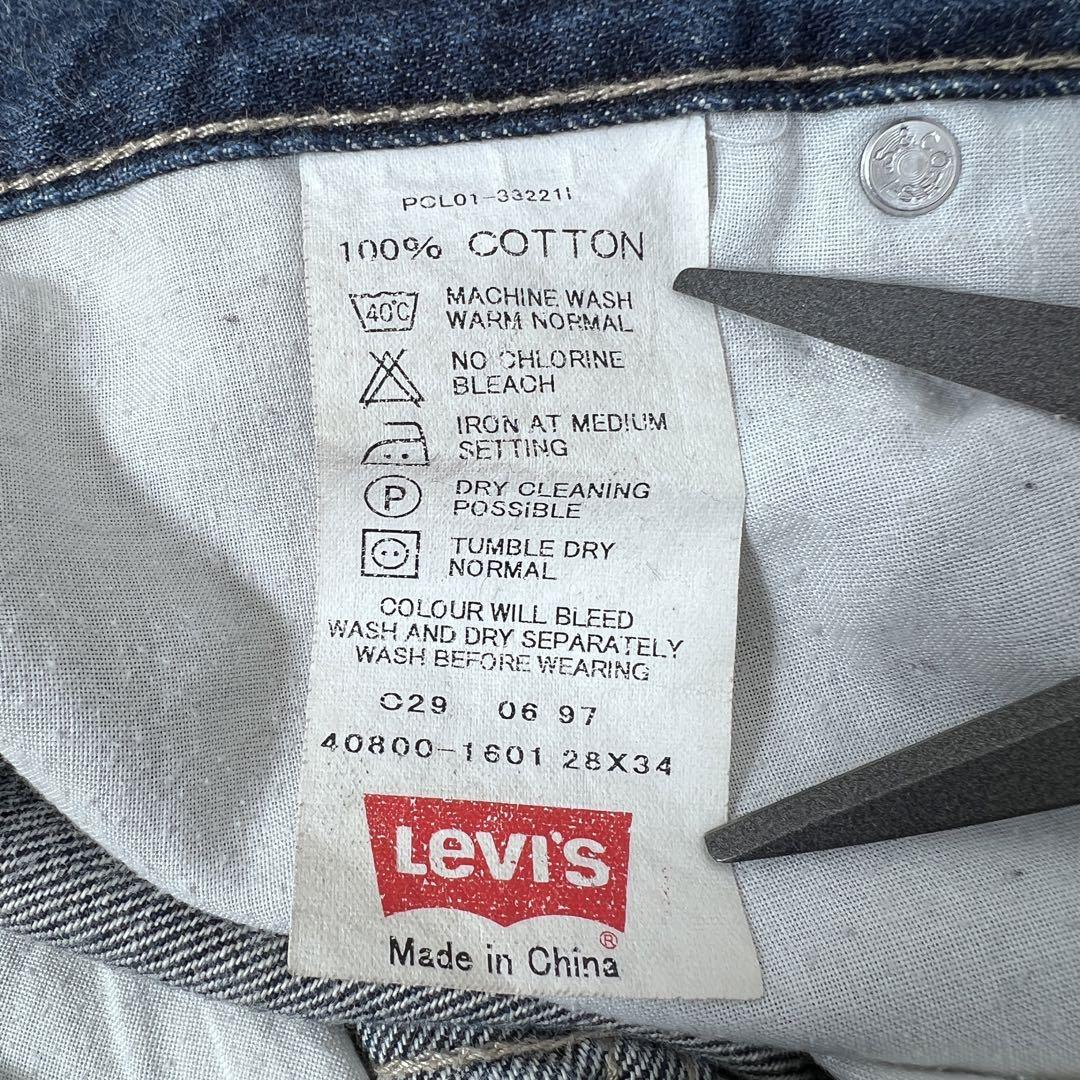 PCL01-33221I
100% COTTON
40°C MACHINE WASH
WARM NORMAL
NO CHLORINE
BLEACH
IRON AT MEDIUM
SETTING
P DRY CLEANING
POSSIBLE
TUMBLE DRY
NORMAL
COLOUR WILL BLEED
WASH AND DRY SEPARATELY
WASH BEFORE WEARING
C29 06 97
40800-1601 28X34
LEVI'S
®
Made in China